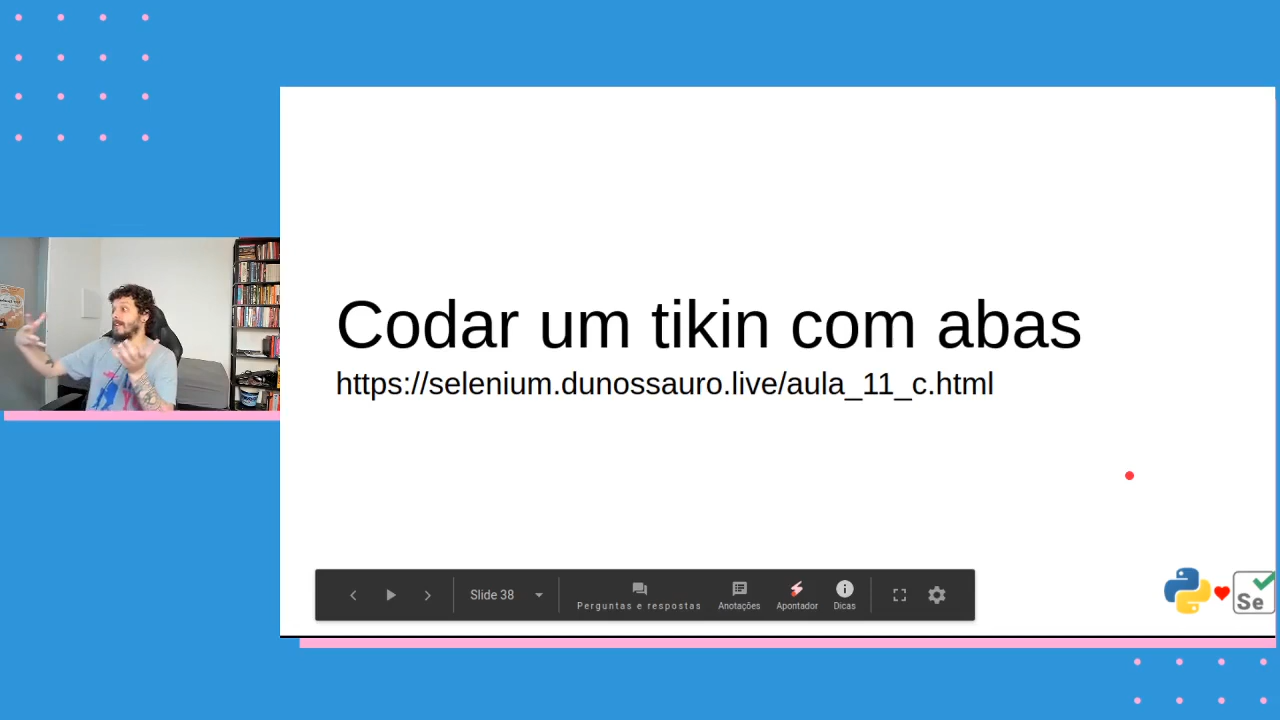 Codar um tikin com abas
https://selenium.dunossauro.live/aula_11_c.html
Slide 38
Perguntas e respostas
Anotações
Apontador
Dicas
Se